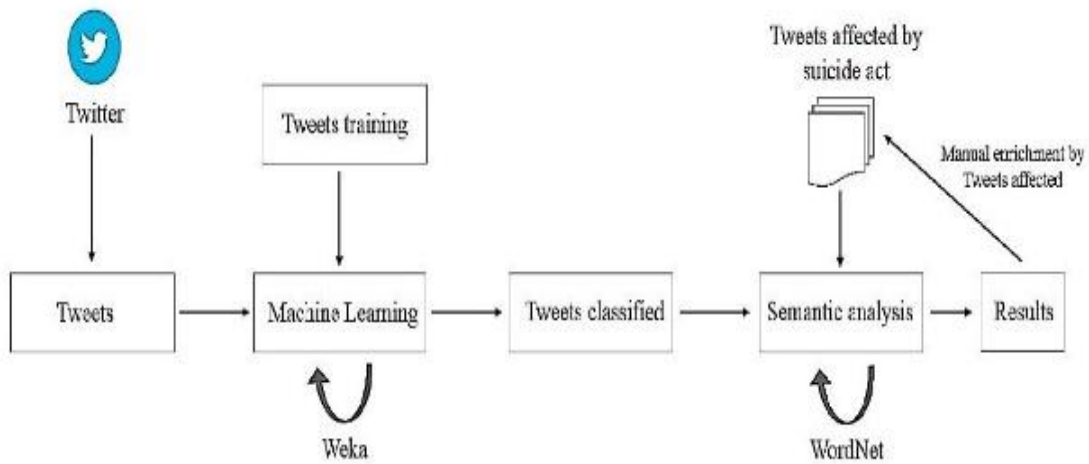 Twitter
Tweets training
Tweets affected by
suicide act
Manual enrichment by
Tweets affected
Tweets
Machine Learning
Tweets classified
Semantic analysis
Results
Weka
WordNet